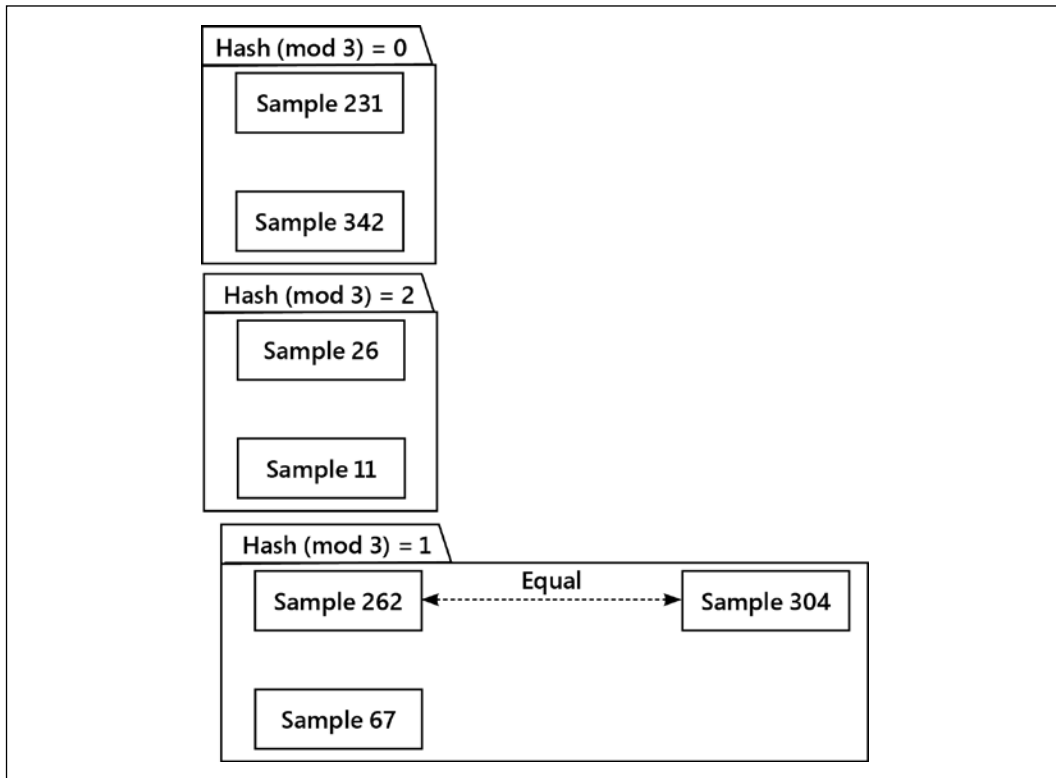 Hash (mod 3) = 0
Sample 231
Sample 342
Hash (mod 3) = 2
Sample 26
Sample 11
Hash (mod 3) = 1
Sample 262
Equal
Sample 304
Sample 67